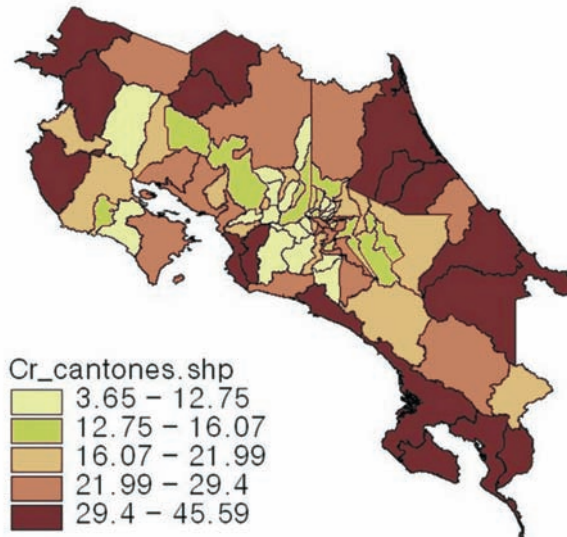 Cr_cantones.shp
3.65 – 12.75
12.75 – 16.07
16.07 – 21.99
21.99 – 29.4
29.4 – 45.59